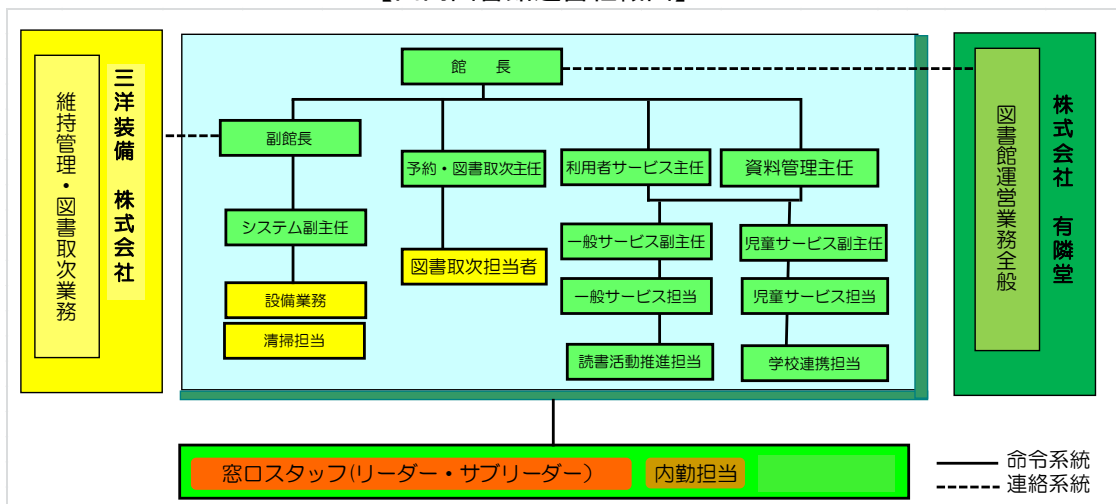 館　長
副館長
予約・図書取次主任
利用者サービス主任
資料管理主任
システム副主任
図書取次担当者
一般サービス副主任
児童サービス副主任
設備業務
一般サービス担当
児童サービス担当
清掃担当
読書活動推進担当
学校連携担当
三洋装備　株式会社
維持管理・図書取次業務
株式会社　有隣堂
図書館運営業務全般
窓口スタッフ(リーダー・サブリーダー）
内勤担当
命令系統
連絡系統